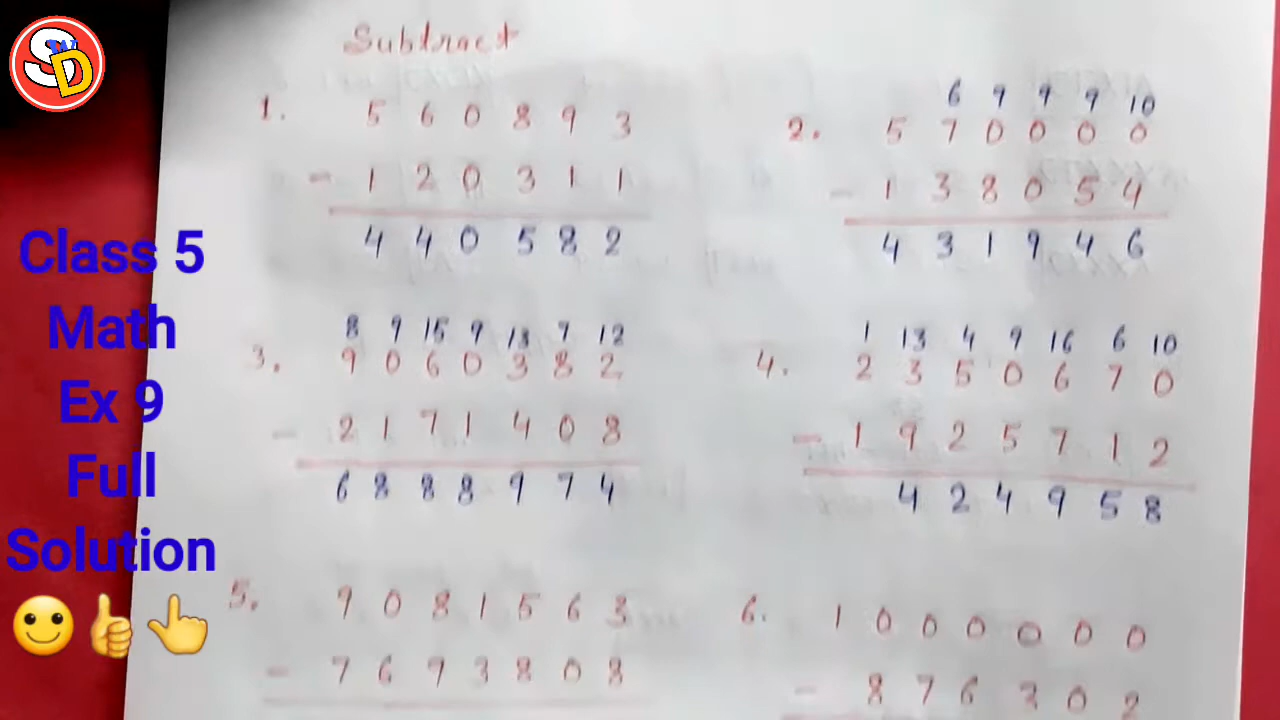 SWD
Subtract
1. 5 6 0 8 9 3
- 1 2 0 3 1 1
4 4 0 5 8 2
6 9 9 9 10
2. 5 7 0 0 0 0
- 1 3 8 0 5 4
4 3 1 9 4 6
8 9 15 9 13 7 12
3. 9 0 6 0 3 8 2
- 2 1 7 1 4 0 8
6 8 8 8 9 7 4
1 13 4 9 16 6 10
4. 2 3 5 0 6 7 0
- 1 9 2 5 7 1 2
4 2 4 9 5 8
5. 9 0 8 1 5 6 3
- 7 6 9 3 8 0 8
6. 1 0 0 0 0 0 0
- 8 7 6 3 0 2
Class 5
Math
Ex 9
Full
Solution